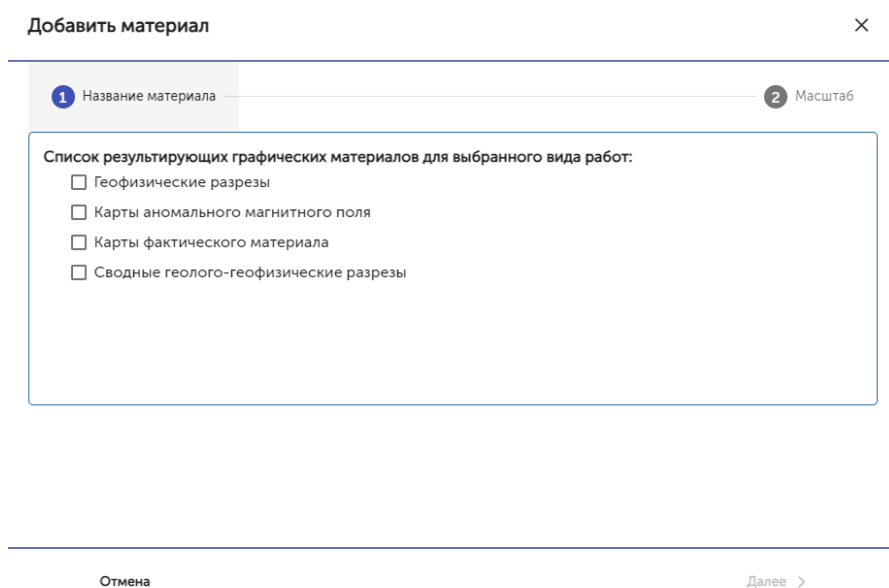 Добавить материал
1 Название материала
2 Масштаб
Список результирующих графических материалов для выбранного вида работ:
Геофизические разрезы
Карты аномального магнитного поля
Карты фактического материала
Сводные геолого-геофизические разрезы
Отмена
Далее